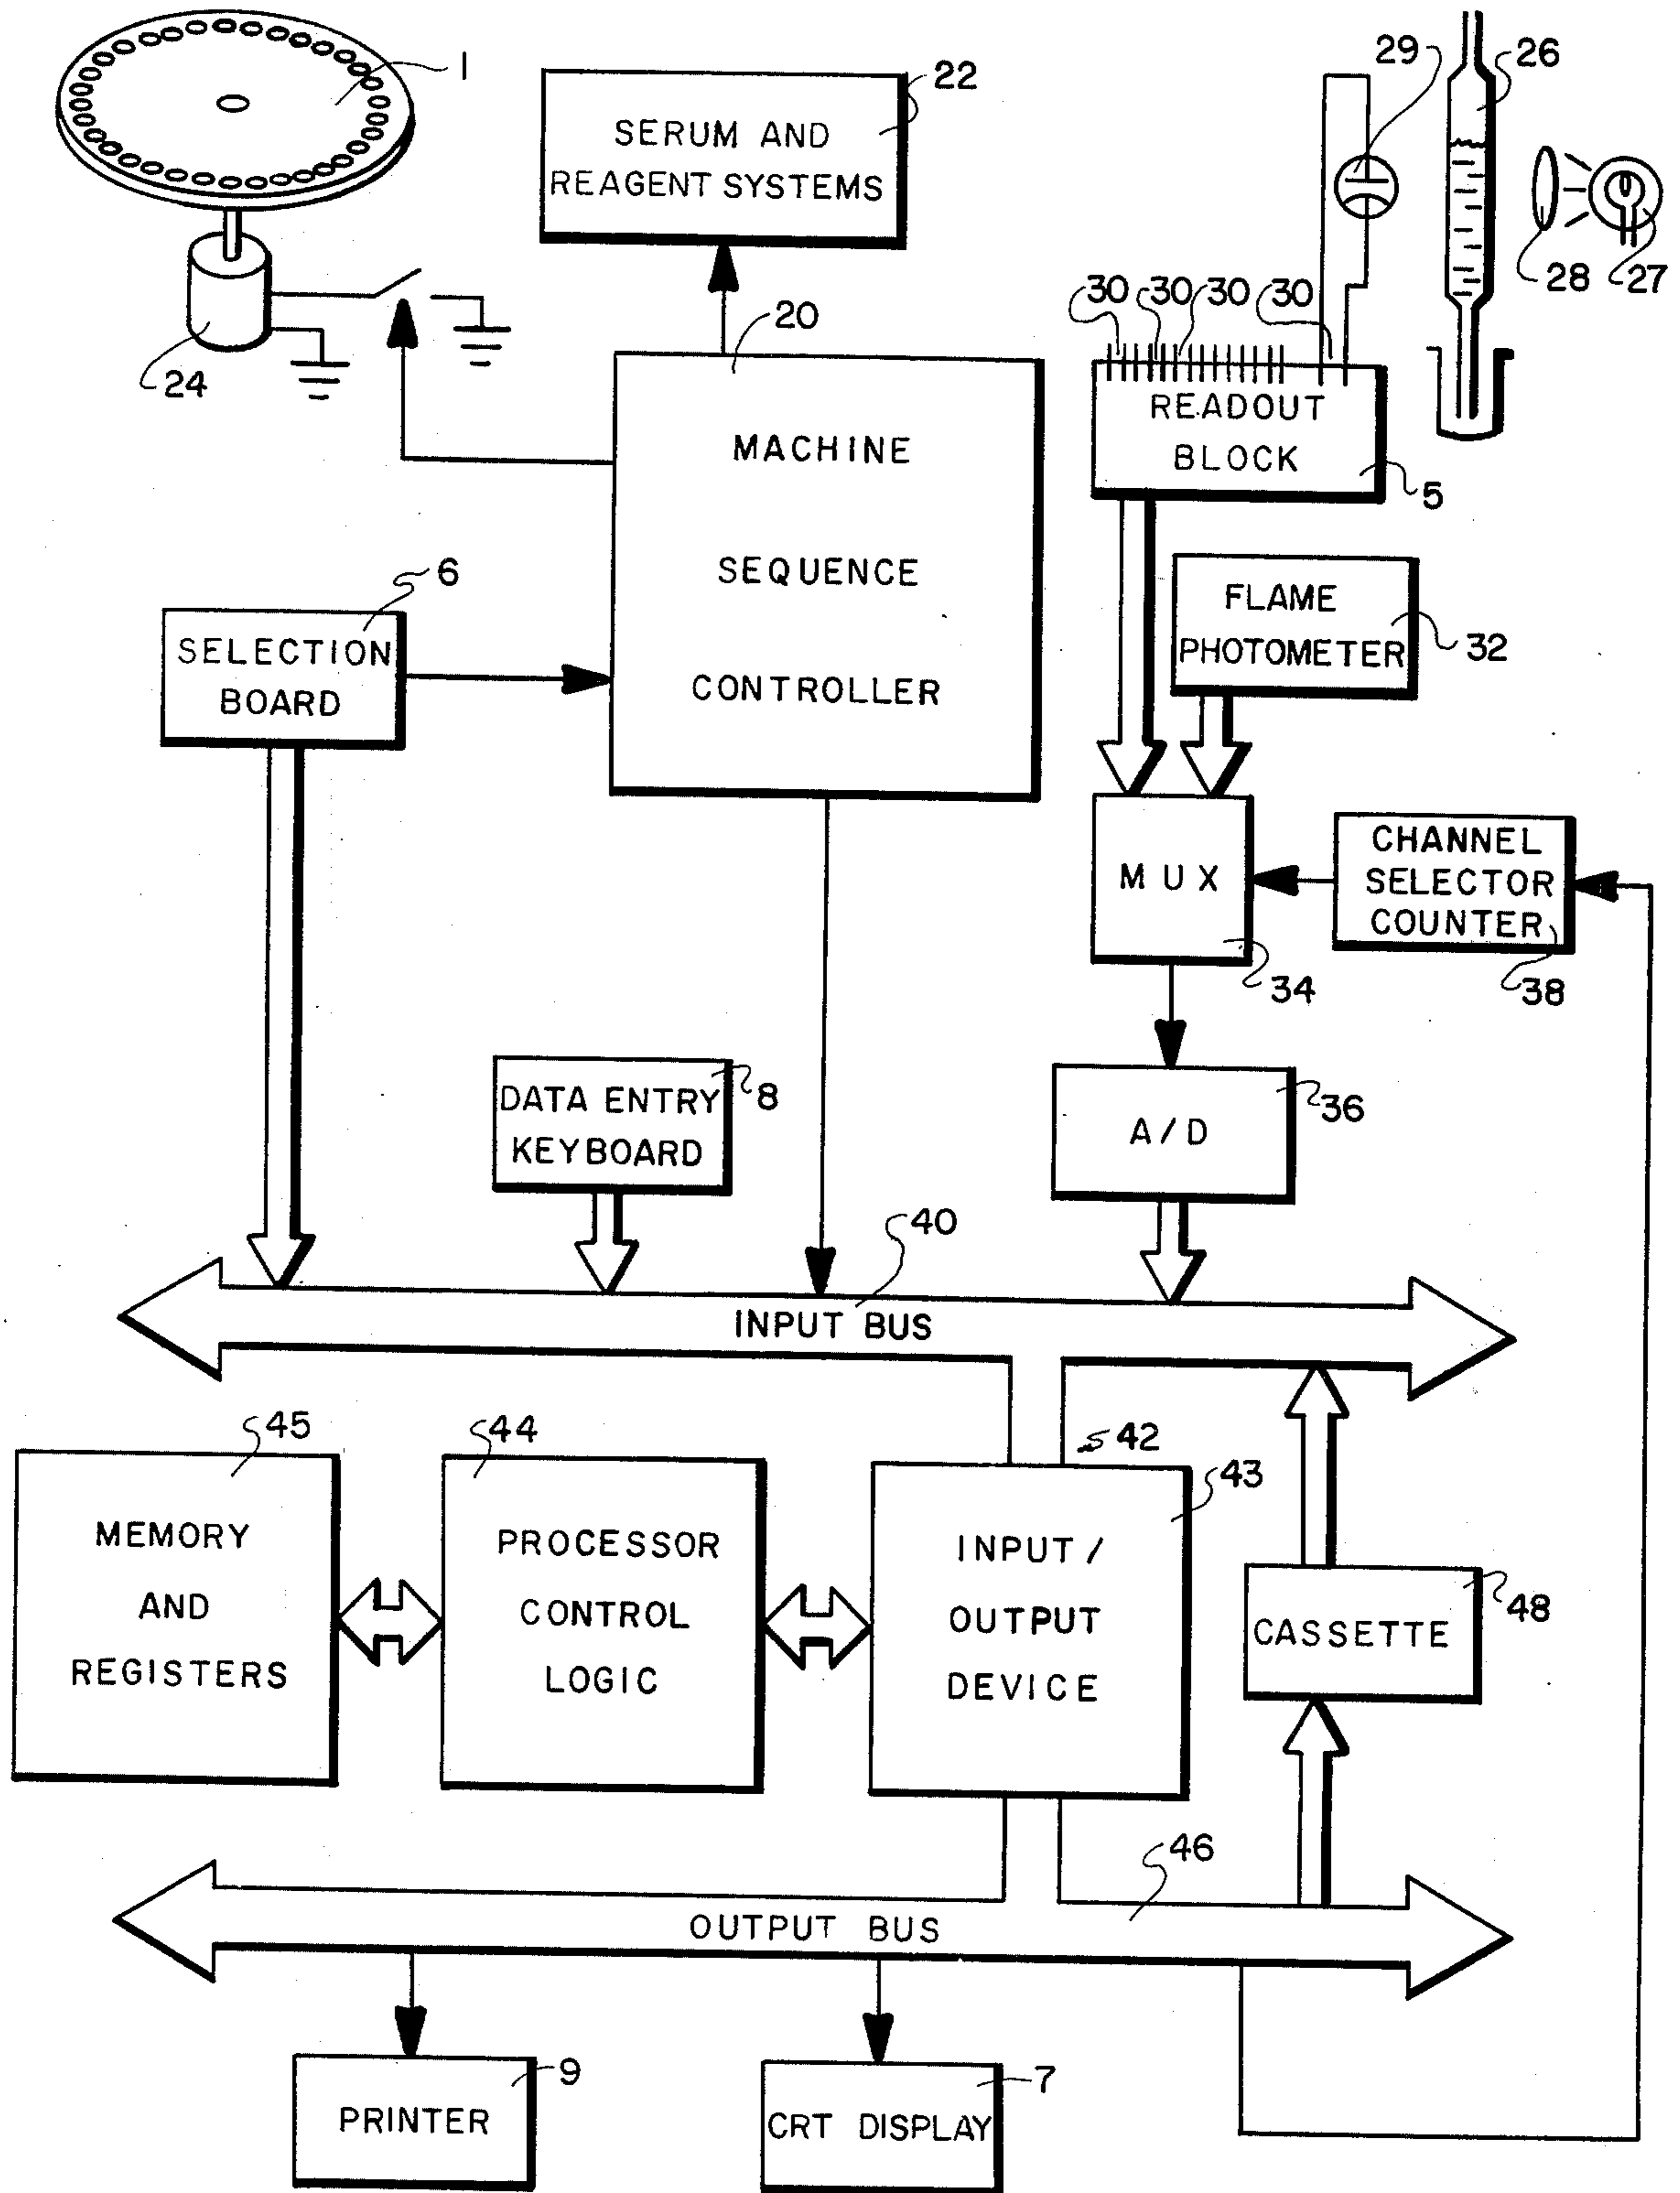 1
22
SERUM AND
REAGENT SYSTEMS
29
26
28
27
24
20
30 30 30 30
READOUT
BLOCK
5
MACHINE
SEQUENCE
CONTROLLER
6
SELECTION
BOARD
FLAME
PHOTOMETER
32
MUX
34
CHANNEL
SELECTOR
COUNTER
38
DATA ENTRY
KEYBOARD
8
A/D
36
40
INPUT BUS
45
MEMORY
AND
REGISTERS
44
PROCESSOR
CONTROL
LOGIC
42
43
INPUT/
OUTPUT
DEVICE
CASSETTE
48
46
OUTPUT BUS
9
PRINTER
7
CRT DISPLAY